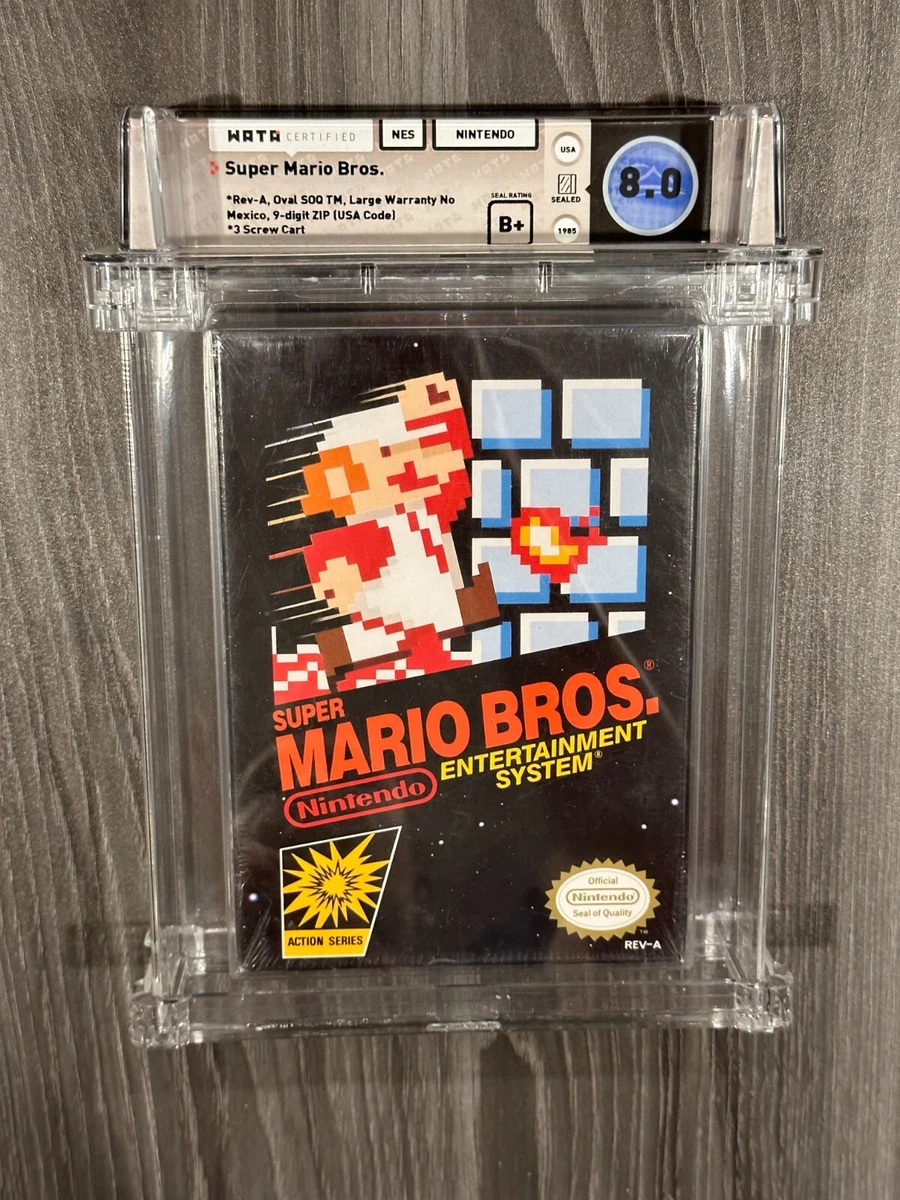 WATA CERTIFIED
NES
NINTENDO
Super Mario Bros.
*Rev-A, Oval SOQ TM, Large Warranty No
Mexico, 9-digit ZIP (USA Code)
*3 Screw Cart
SEAL RATING
B+
USA
SEALED
1985
8.0
SUPER
MARIO BROS.®
Nintendo
ENTERTAINMENT
SYSTEM®
ACTION SERIES
Official
Nintendo
Seal of Quality
TM
REV-A